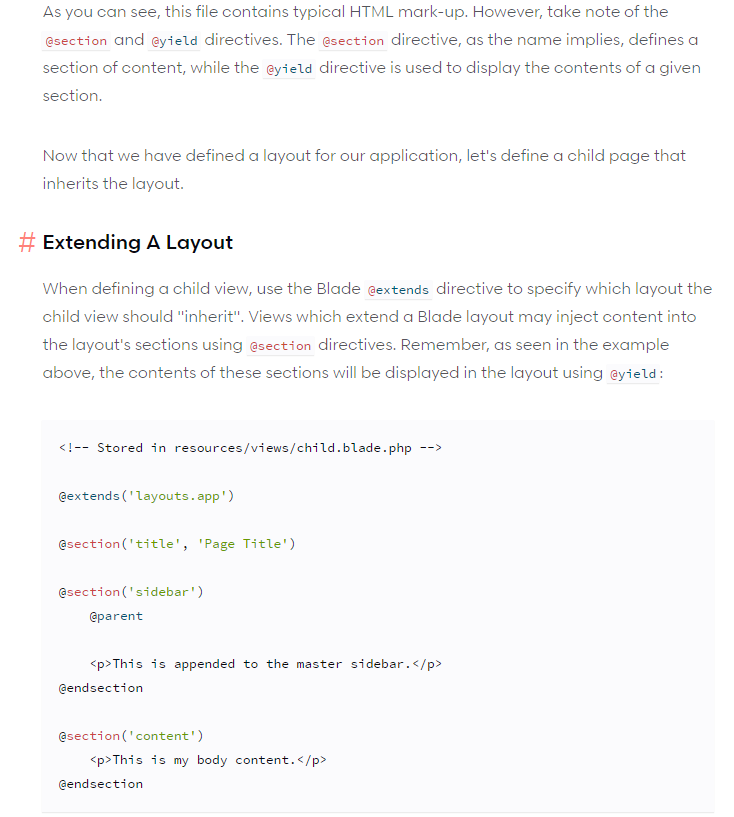 As you can see, this file contains typical HTML mark-up. However, take note of the
@section and @yield directives. The @section directive, as the name implies, defines a
section of content, while the @yield directive is used to display the contents of a given
section.
Now that we have defined a layout for our application, let's define a child page that
inherits the layout.
# Extending A Layout
When defining a child view, use the Blade @extends directive to specify which layout the
child view should "inherit". Views which extend a Blade layout may inject content into
the layout's sections using @section directives. Remember, as seen in the example
above, the contents of these sections will be displayed in the layout using @yield:
<!-- Stored in resources/views/child.blade.php -->
@extends('layouts.app')
@section('title', 'Page Title')
@section('sidebar')
@parent
<p>This is appended to the master sidebar.</p>
@endsection
@section('content')
<p>This is my body content.</p>
@endsection